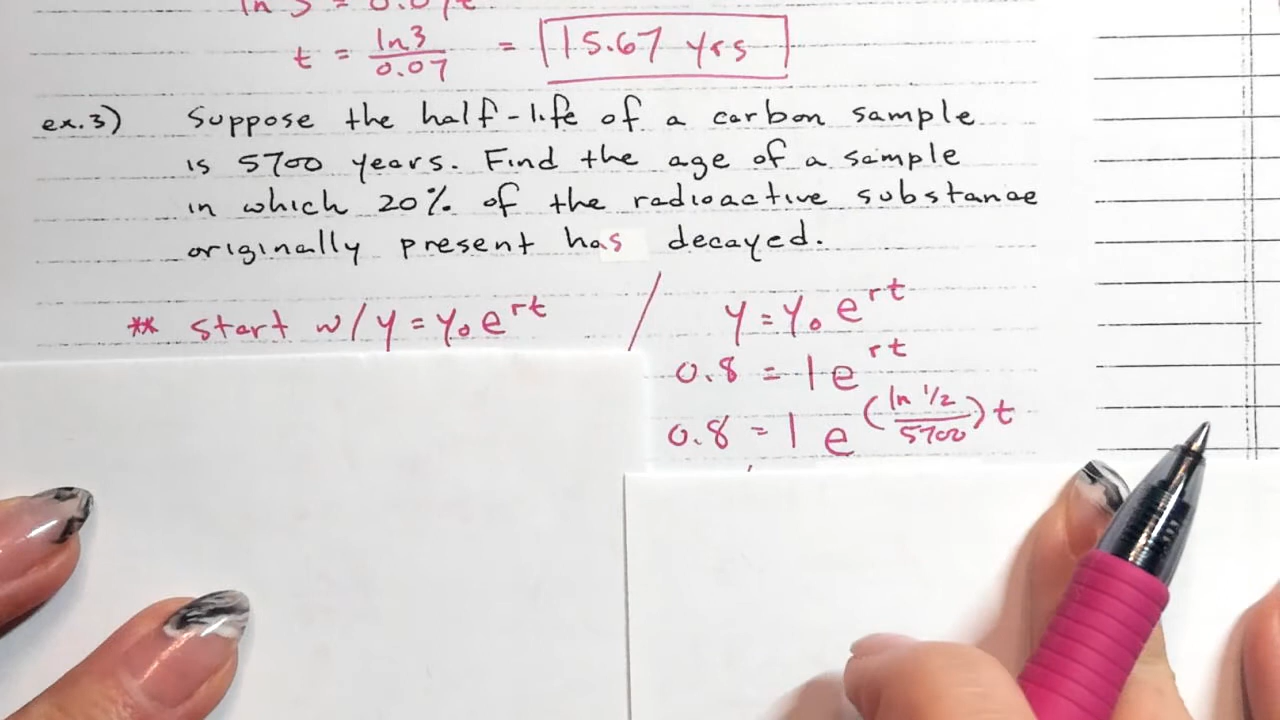 t = ln3/0.07 = 15.67 yrs
ex.3) Suppose the half-life of a carbon sample
is 5700 years. Find the age of a sample
in which 20% of the radioactive substance
originally present has decayed.
** start w/ y = y₀e^rt / y = y₀e^rt
0.8 = 1e^rt
0.8 = 1e^(ln 1/2 / 5700)t